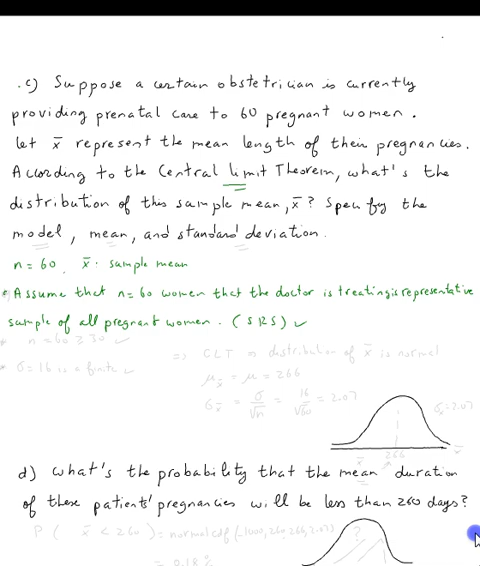 .c) Suppose a certain obstetrician is currently
providing prenatal care to 60 pregnant women.
Let x̄ represent the mean length of their pregnancies.
According to the Central limit Theorem, what's the
distribution of this sample mean, x̄? Specify the
model, mean, and standard deviation.
n = 60, x̄: sample mean
• Assume that n=60 women that the doctor is treating is representative
sample of all pregnant women. (SRS) ✓
* n = 60 ≥ 30 ✓
=> CLT => distribution of x̄ is normal
* σ = 16 is a finite ✓
μx̄ = μ = 266
σx̄ = σ/√n = 16/√60 = 2.07
σx̄ = 2.07
266
x̄
d) What's the probability that the mean duration
of these patients' pregnancies will be less than 260 days?
P( x̄ < 260) = normalcdf(-1000,260,266,2.07)
?
= 0.18%